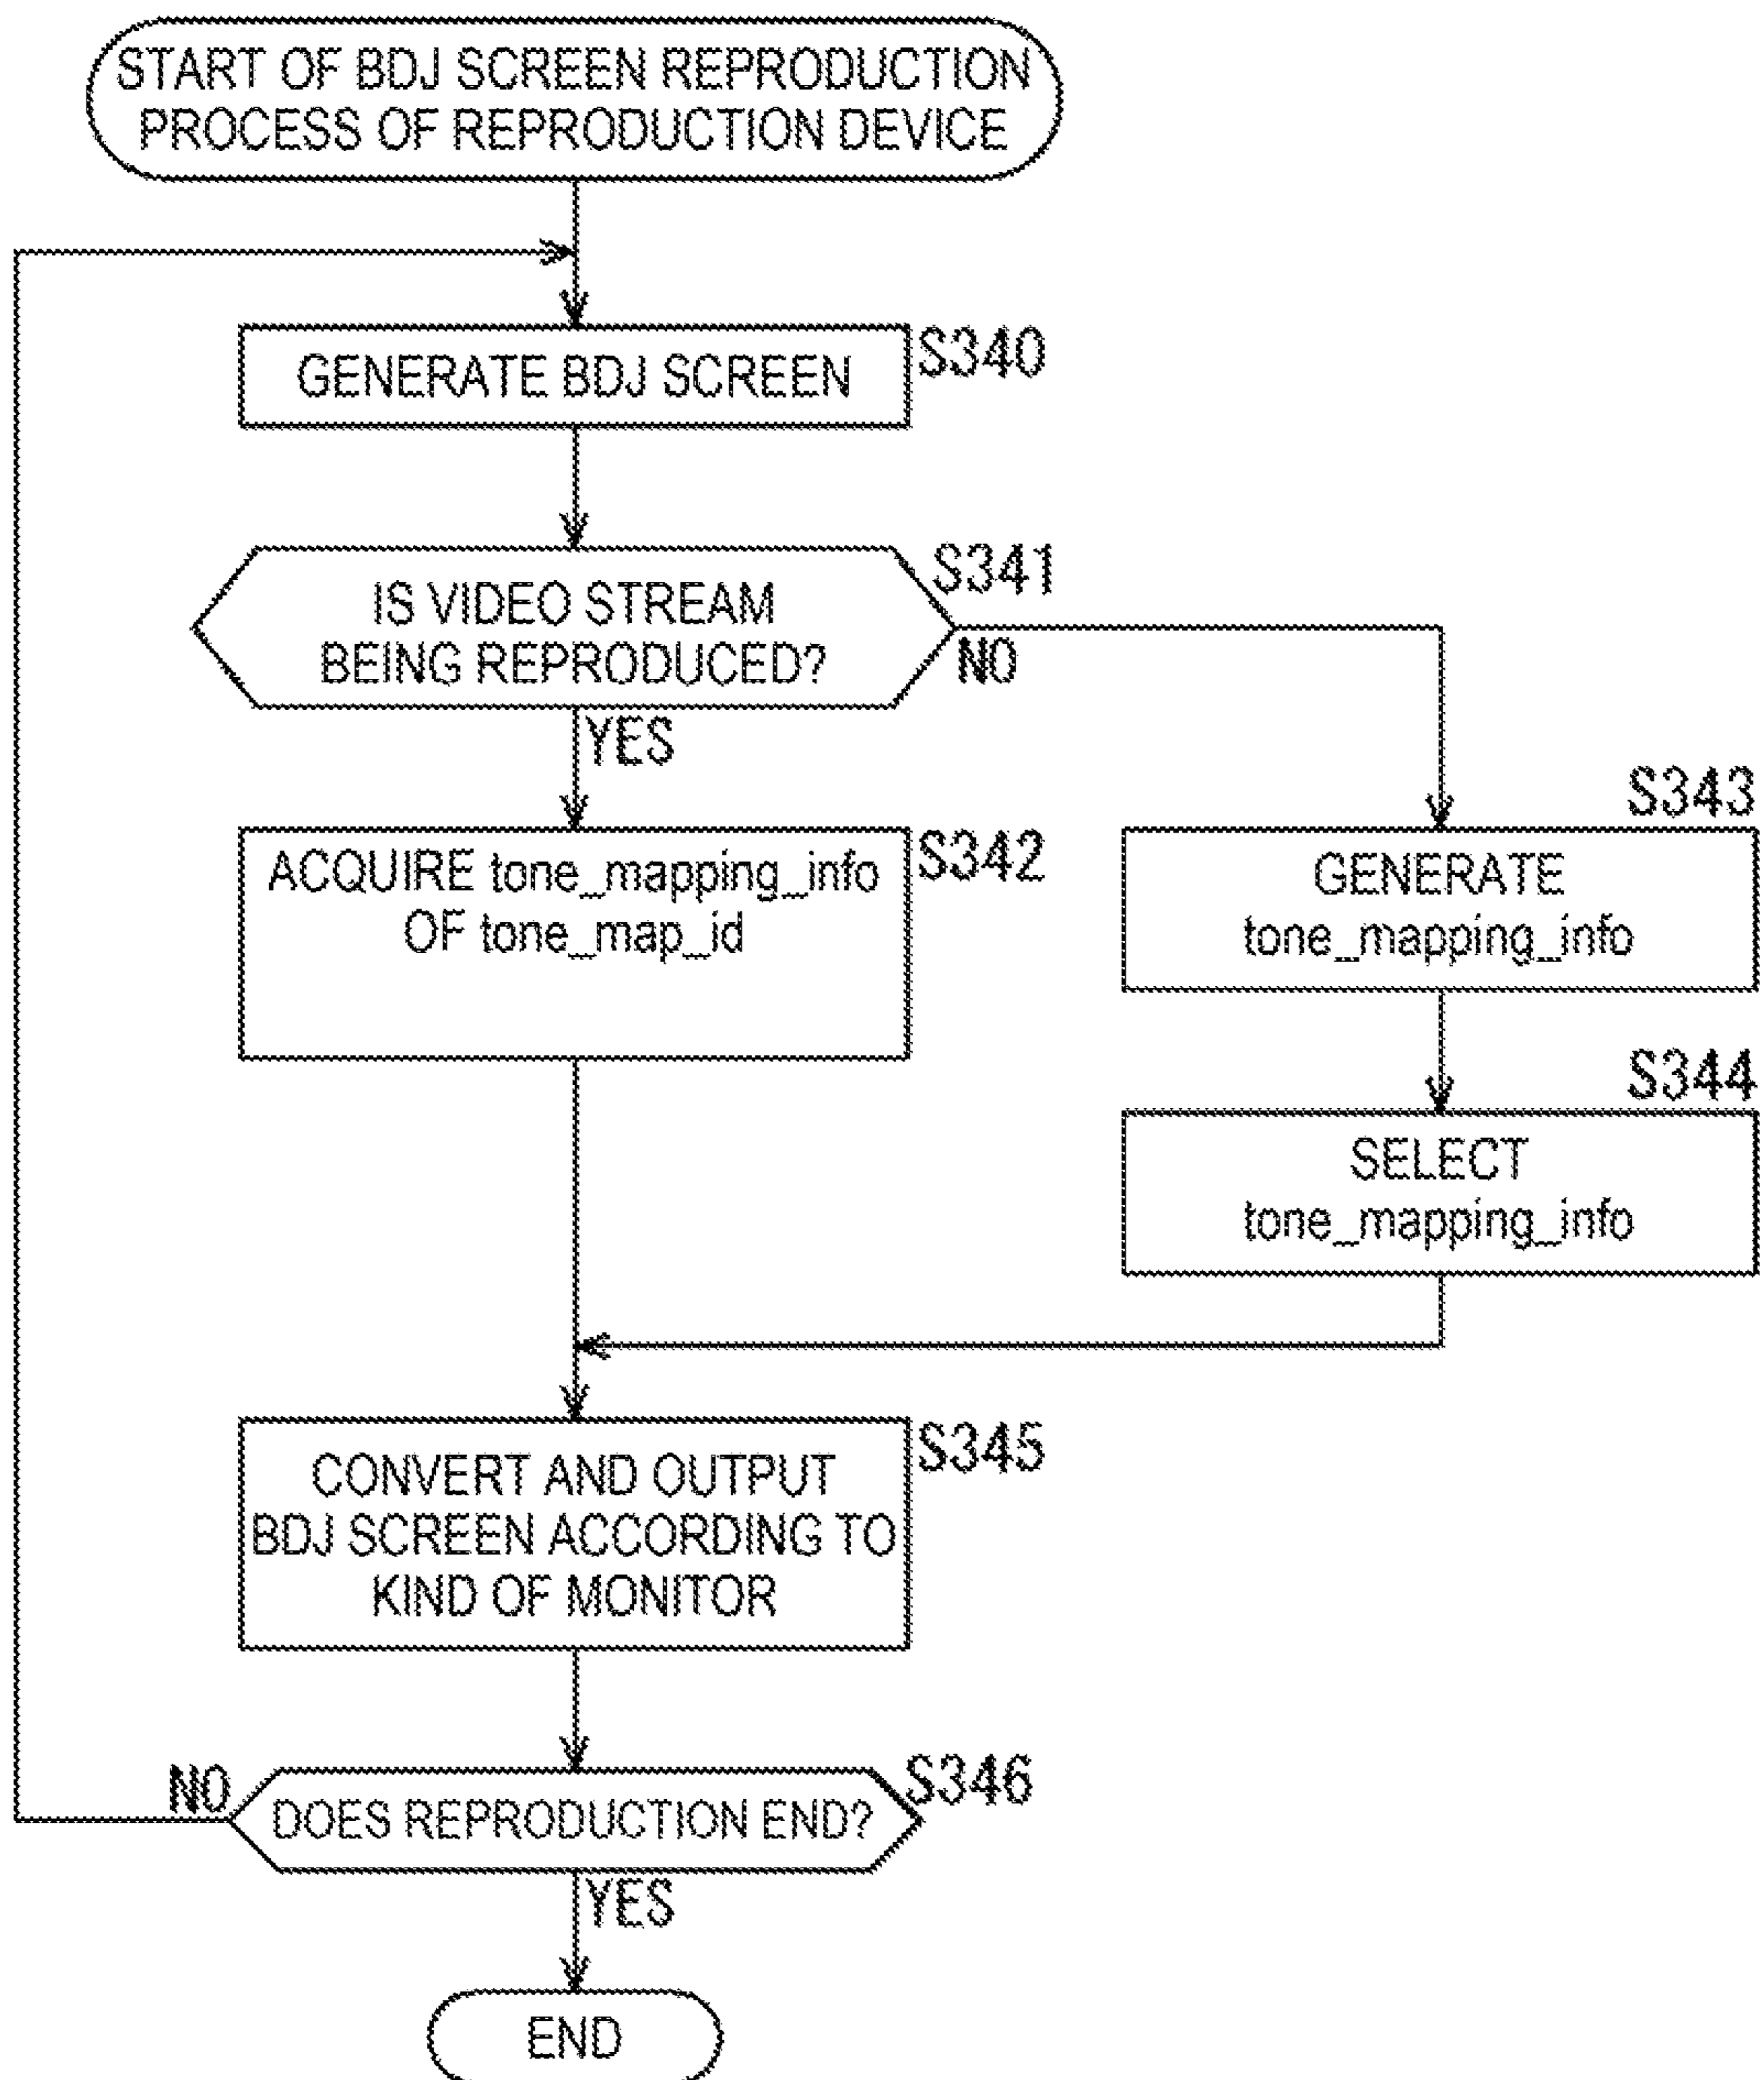 START OF BDJ SCREEN REPRODUCTION
PROCESS OF REPRODUCTION DEVICE
GENERATE BDJ SCREEN
S340
IS VIDEO STREAM
BEING REPRODUCED?
S341
NO
YES
ACQUIRE tone_mapping_info
OF tone_map_id
S342
S343
GENERATE
tone_mapping_info
S344
SELECT
tone_mapping_info
CONVERT AND OUTPUT
BDJ SCREEN ACCORDING TO
KIND OF MONITOR
S345
NO
DOES REPRODUCTION END?
S346
YES
END